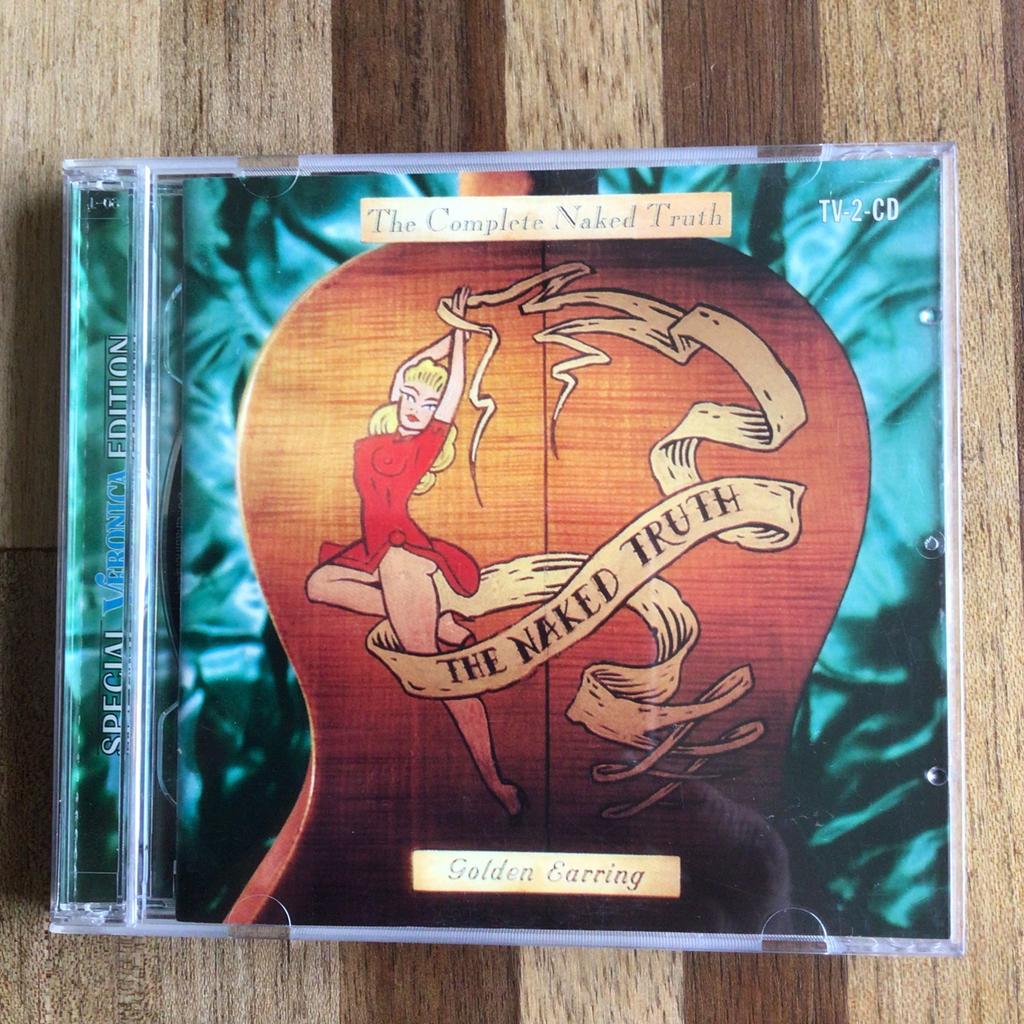 The Complete Naked Truth
TV-2-CD
SPECIAL VERONICA EDITION
THE NAKED TRUTH
Golden Earring